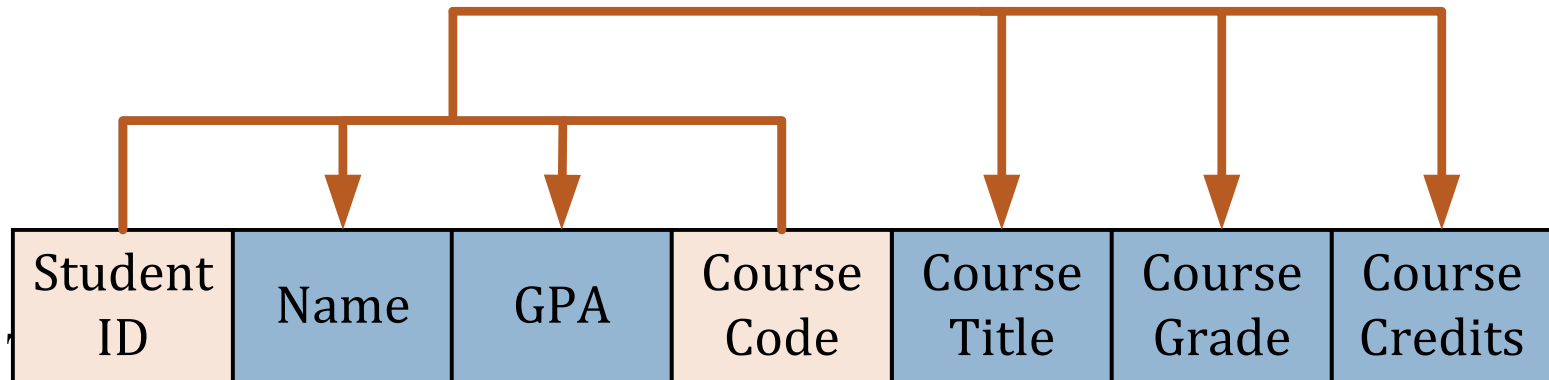 Student
ID
Name
GPA
Course
Code
Course
Title
Course
Grade
Course
Credits